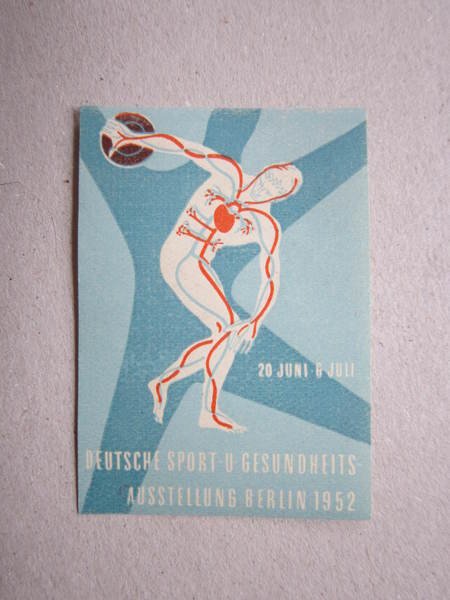 20 JUNI-6 JULI
DEUTSCHE SPORT-U GESUNDHEITS-
AUSSTELLUNG BERLIN 1952